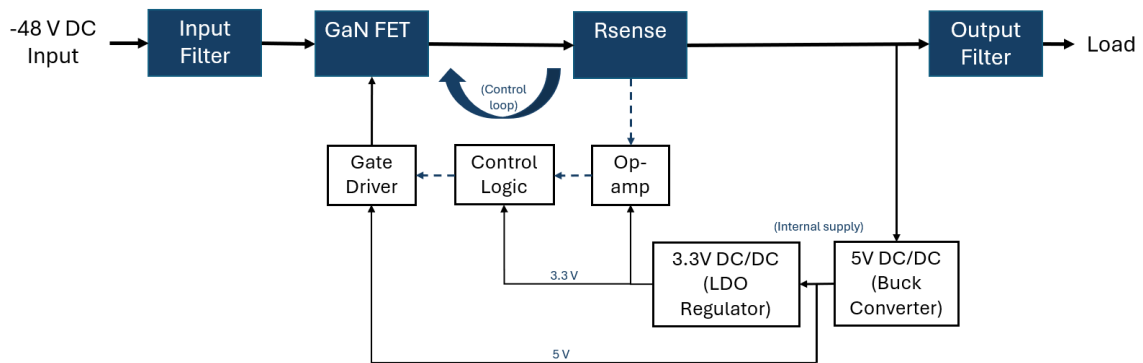 -48 V DC
Input
Input
Filter
GaN FET
Rsense
Output
Filter
Load
(Control
loop)
Gate
Driver
Control
Logic
Op-
amp
(Internal supply)
3.3V DC/DC
(LDO
Regulator)
5V DC/DC
(Buck
Converter)
3.3 V
5 V